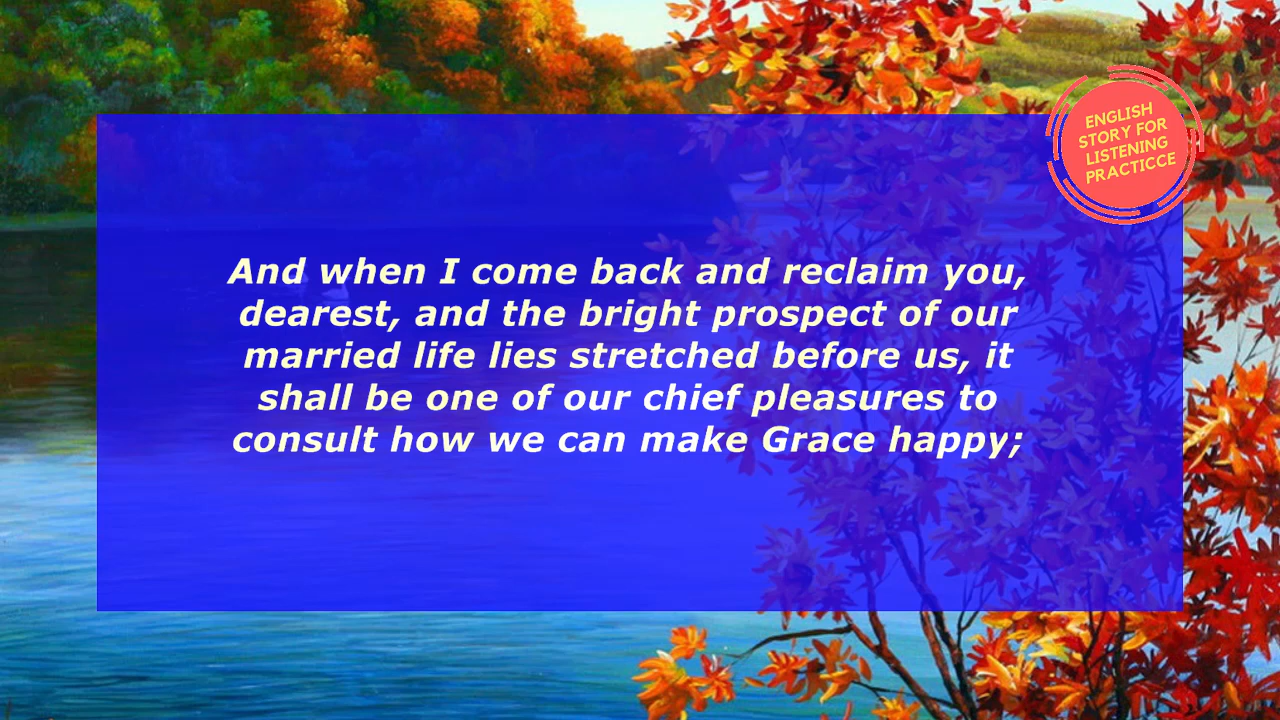 ENGLISH
STORY FOR
LISTENING
PRACTICCE
And when I come back and reclaim you,
dearest, and the bright prospect of our
married life lies stretched before us, it
shall be one of our chief pleasures to
consult how we can make Grace happy;